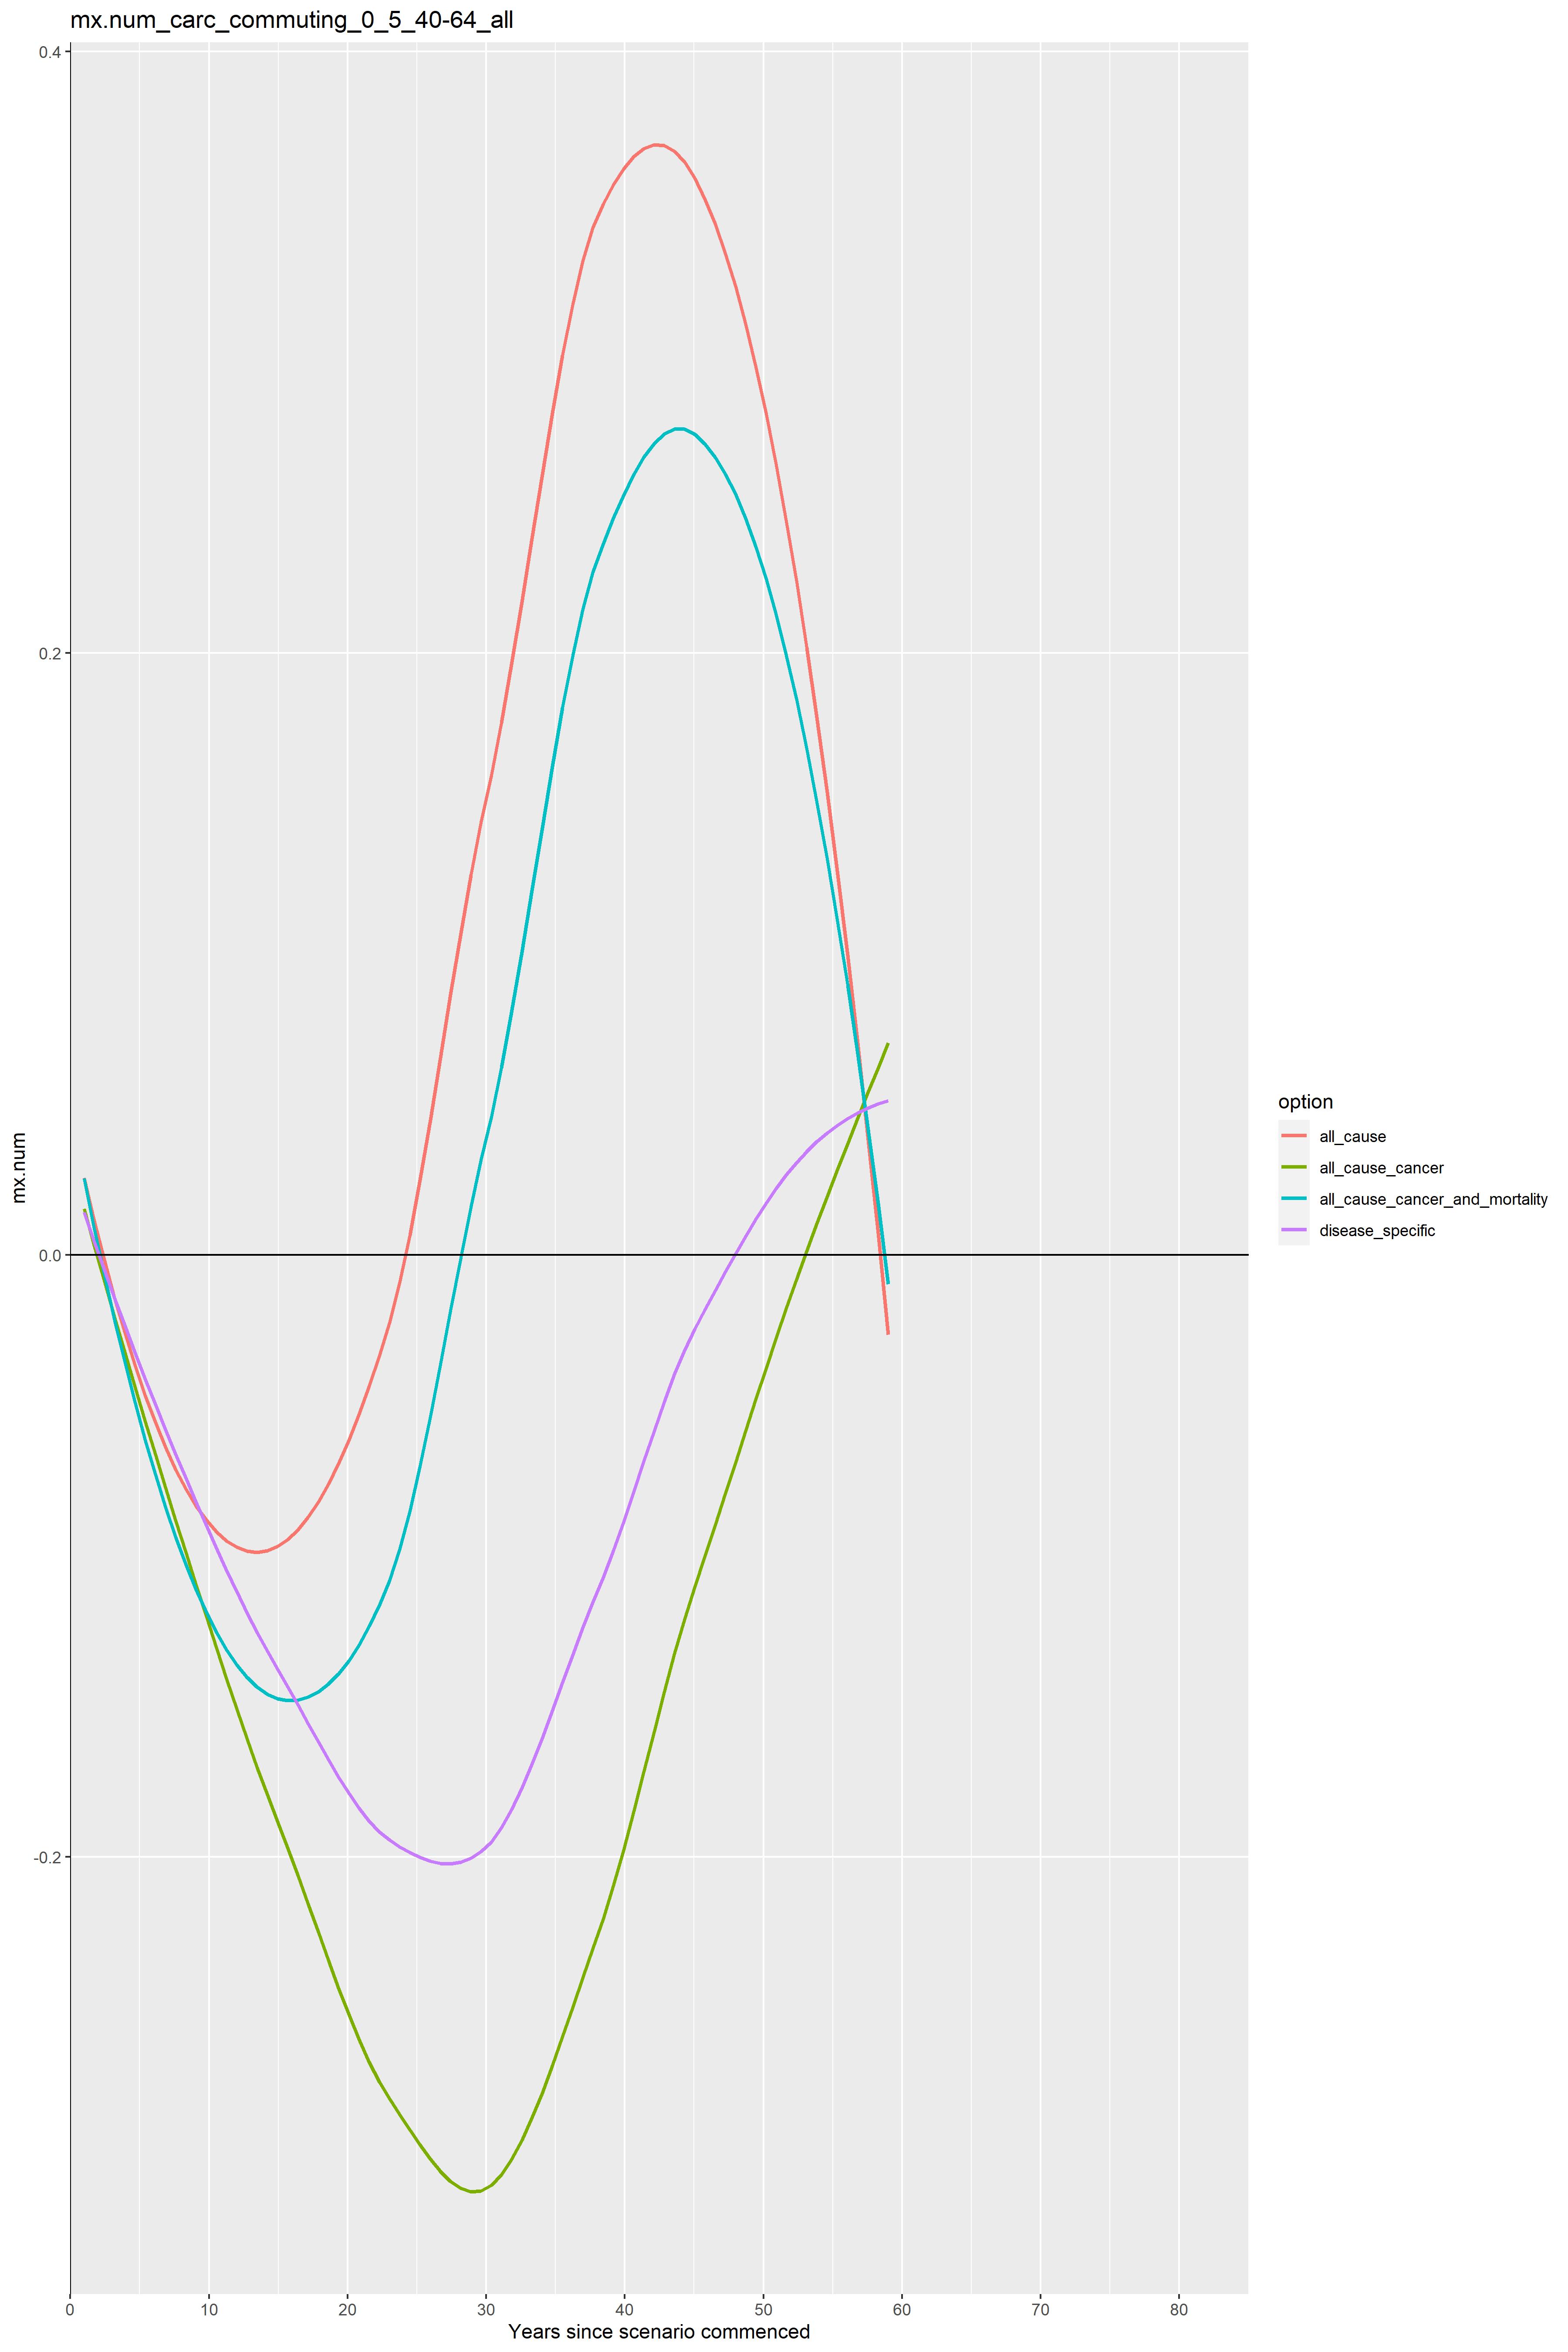 mx.num_carc_commuting_0_5_40-64_all
0.4
0.2
0.0
-0.2
mx.num
0 10 20 30 40 50 60 70 80
Years since scenario commenced
option
all_cause
all_cause_cancer
all_cause_cancer_and_mortality
disease_specific